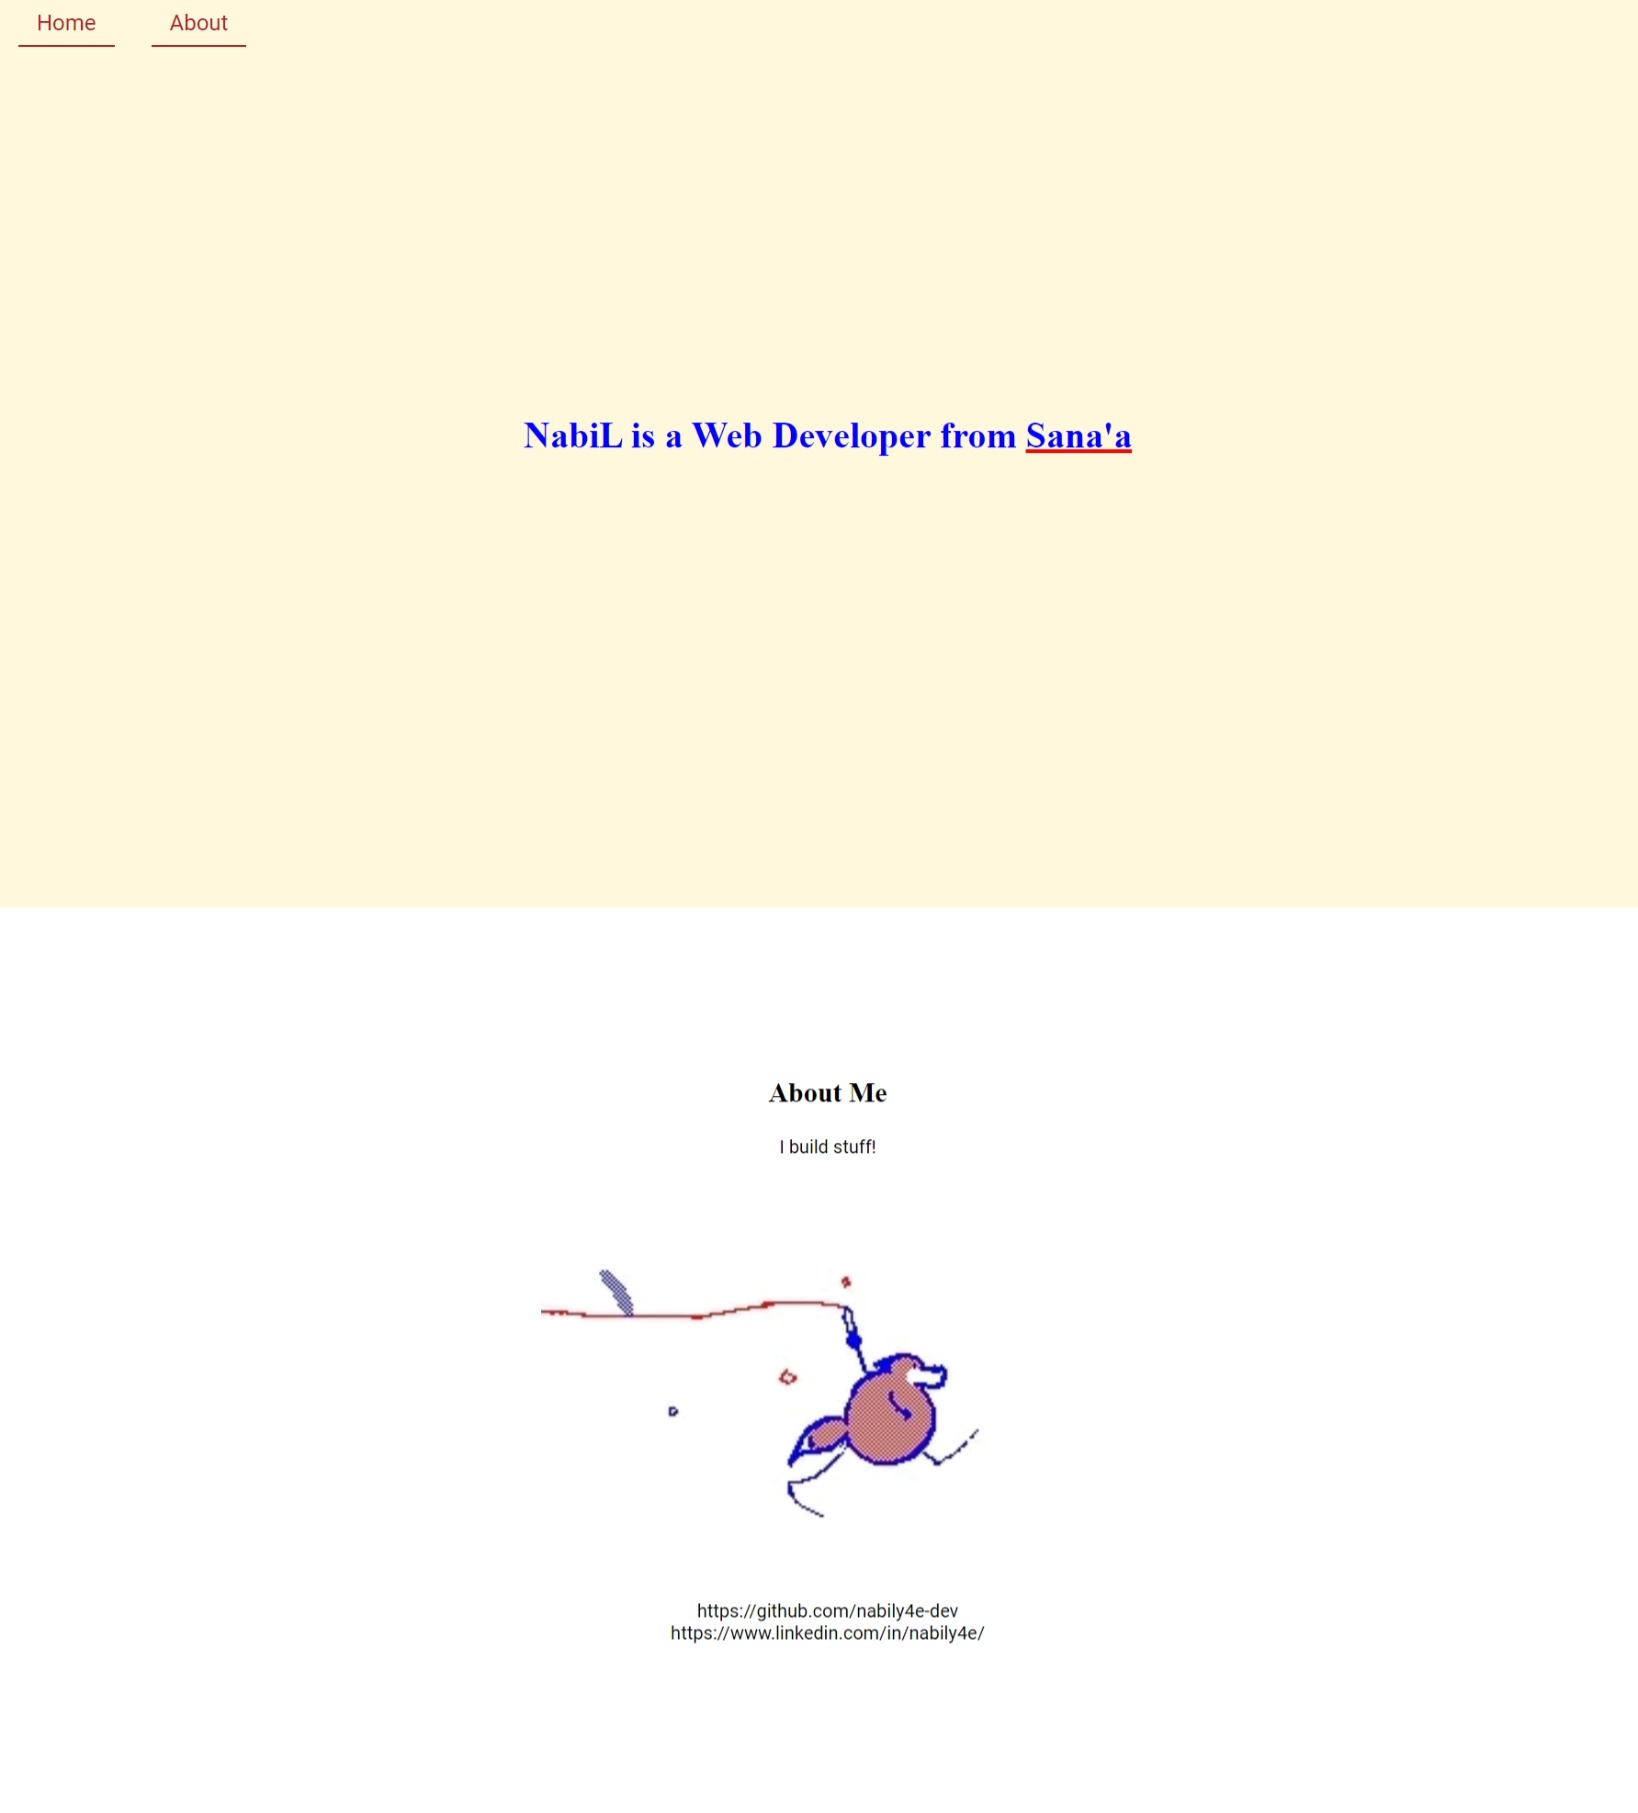 Home
About
NabiL is a Web Developer from Sana'a
About Me
I build stuff!
https://github.com/nabily4e-dev
https://www.linkedin.com/in/nabily4e/